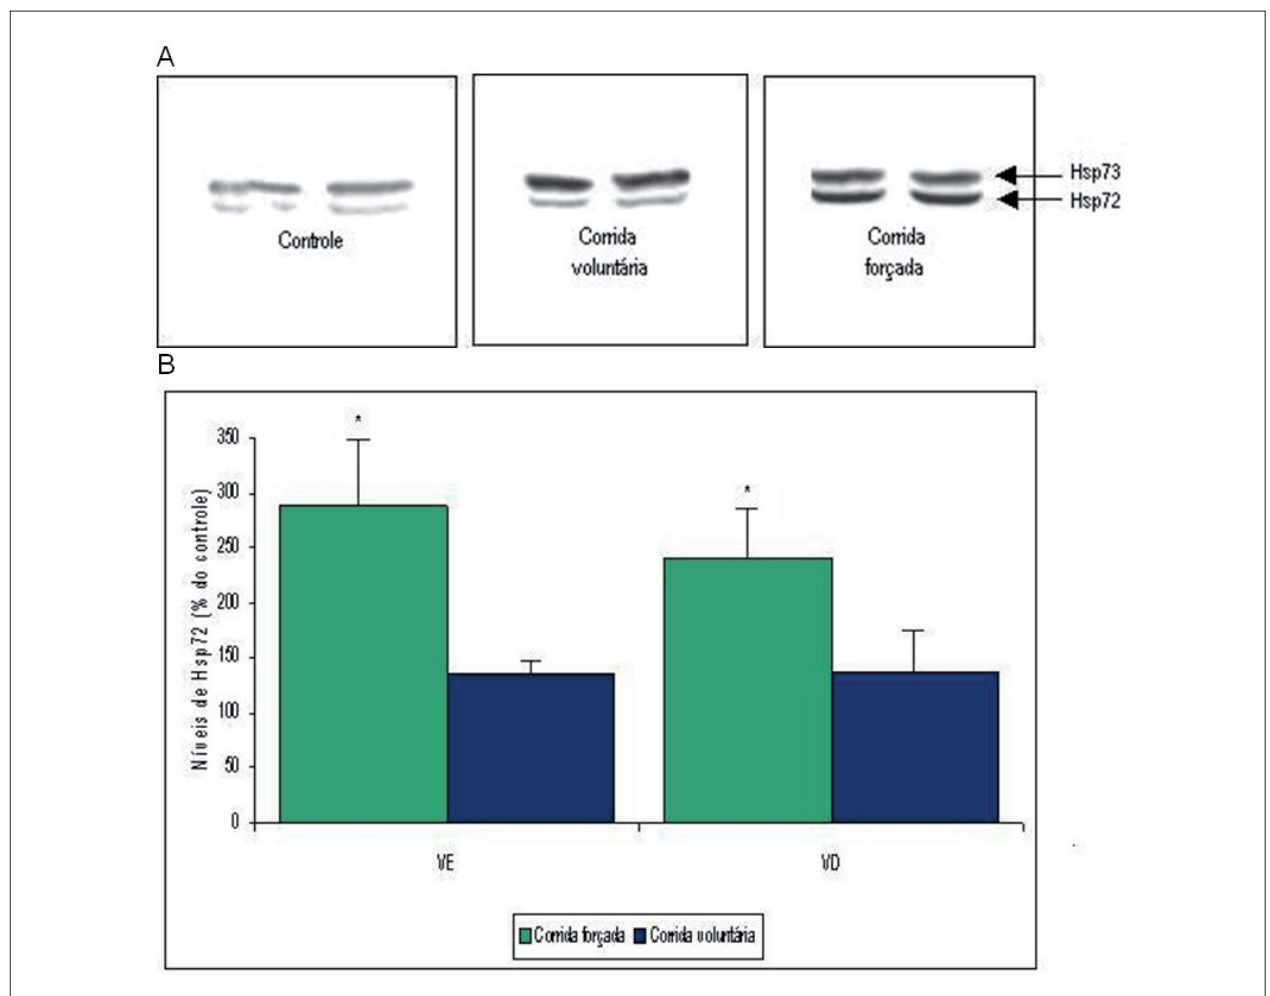 A
Hsp73
Hsp72
Controle
Corrida
voluntária
Corrida
forçada
B
Níveis de Hsp72 (% do controle)
350
300
250
200
150
100
50
0
*
*
VE
VD
Corrida forçada
Corrida voluntária